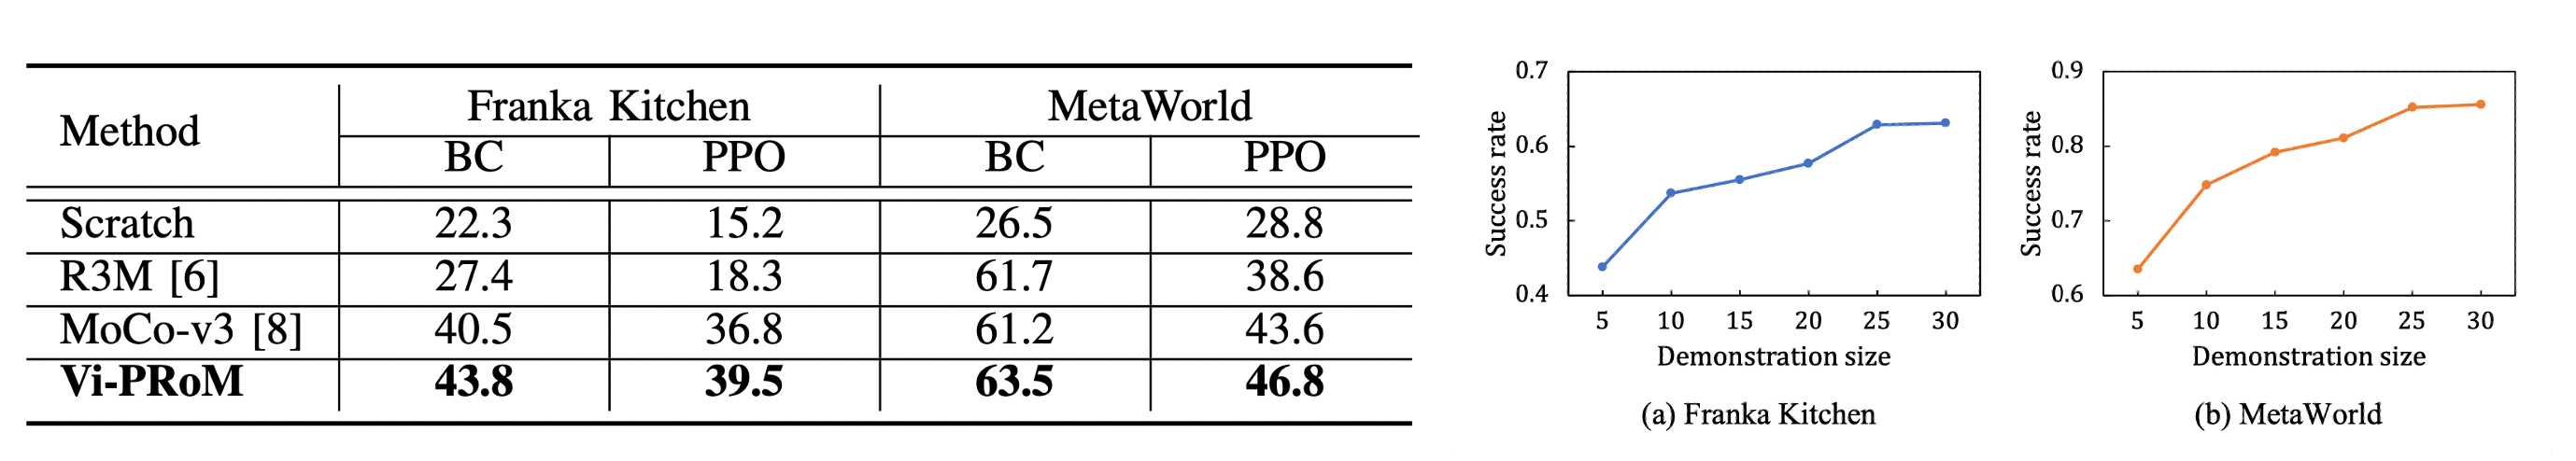 Method Franka Kitchen MetaWorld
BC PPO BC PPO
Scratch 22.3 15.2 26.5 28.8
R3M [6] 27.4 18.3 61.7 38.6
MoCo-v3 [8] 40.5 36.8 61.2 43.6
Vi-PRoM 43.8 39.5 63.5 46.8
Success rate
0.7
0.6
0.5
0.4
5 10 15 20 25 30
Demonstration size
(a) Franka Kitchen
Success rate
0.9
0.8
0.7
0.6
5 10 15 20 25 30
Demonstration size
(b) MetaWorld